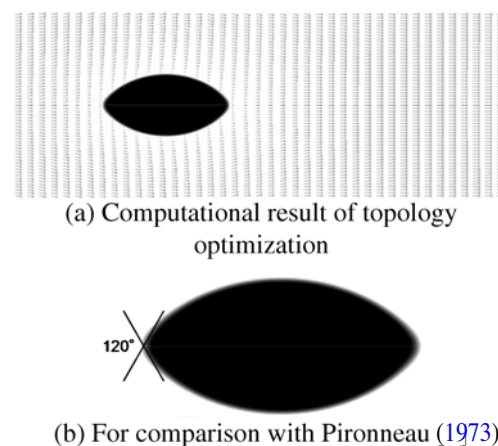 (a) Computational result of topology
optimization
120°
(b) For comparison with Pironneau (1973)